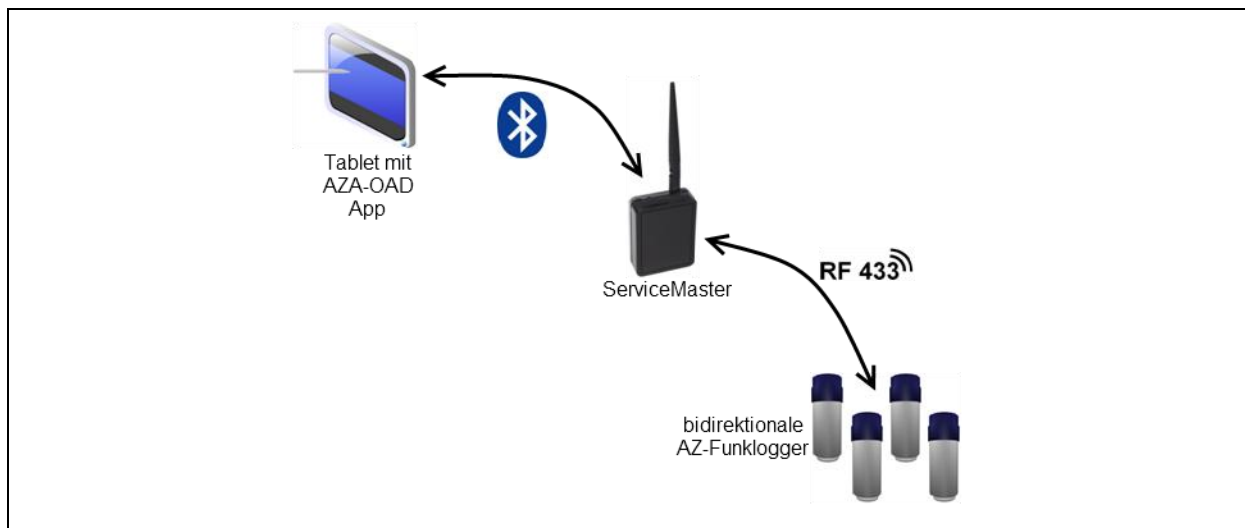 Tablet mit
AZA-OAD
App
ServiceMaster
RF 433
bidirektionale
AZ-Funklogger